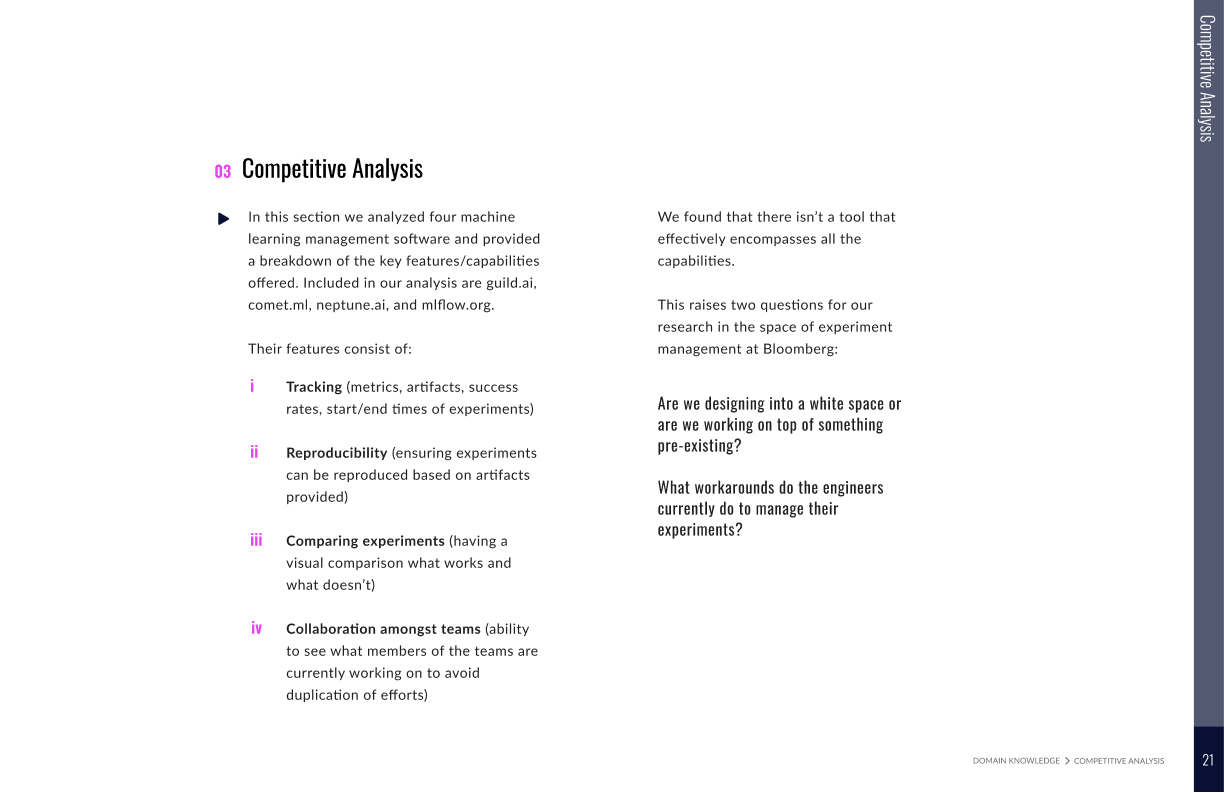 Competitive Analysis
03 Competitive Analysis
In this section we analyzed four machine
learning management software and provided
a breakdown of the key features/capabilities
offered. Included in our analysis are guild.ai,
comet.ml, neptune.ai, and mlflow.org.
Their features consist of:
i Tracking (metrics, artifacts, success
rates, start/end times of experiments)
ii Reproducibility (ensuring experiments
can be reproduced based on artifacts
provided)
iii Comparing experiments (having a
visual comparison what works and
what doesn’t)
iv Collaboration amongst teams (ability
to see what members of the teams are
currently working on to avoid
duplication of efforts)
We found that there isn’t a tool that
effectively encompasses all the
capabilities.
This raises two questions for our
research in the space of experiment
management at Bloomberg:
Are we designing into a white space or
are we working on top of something
pre-existing?
What workarounds do the engineers
currently do to manage their
experiments?
DOMAIN KNOWLEDGE > COMPETITIVE ANALYSIS
21